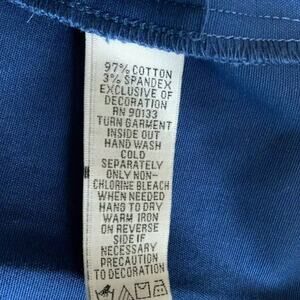 97% COTTON
3% SPANDEX
EXCLUSIVE OF
DECORATION
RN 90133
TURN GARMENT
INSIDE OUT
HAND WASH
COLD
SEPARATELY
ONLY NON-
CHLORINE BLEACH
WHEN NEEDED
HANG TO DRY
WARM IRON
ON REVERSE
SIDE IF
NECESSARY
PRECAUTION
TO DECORATION